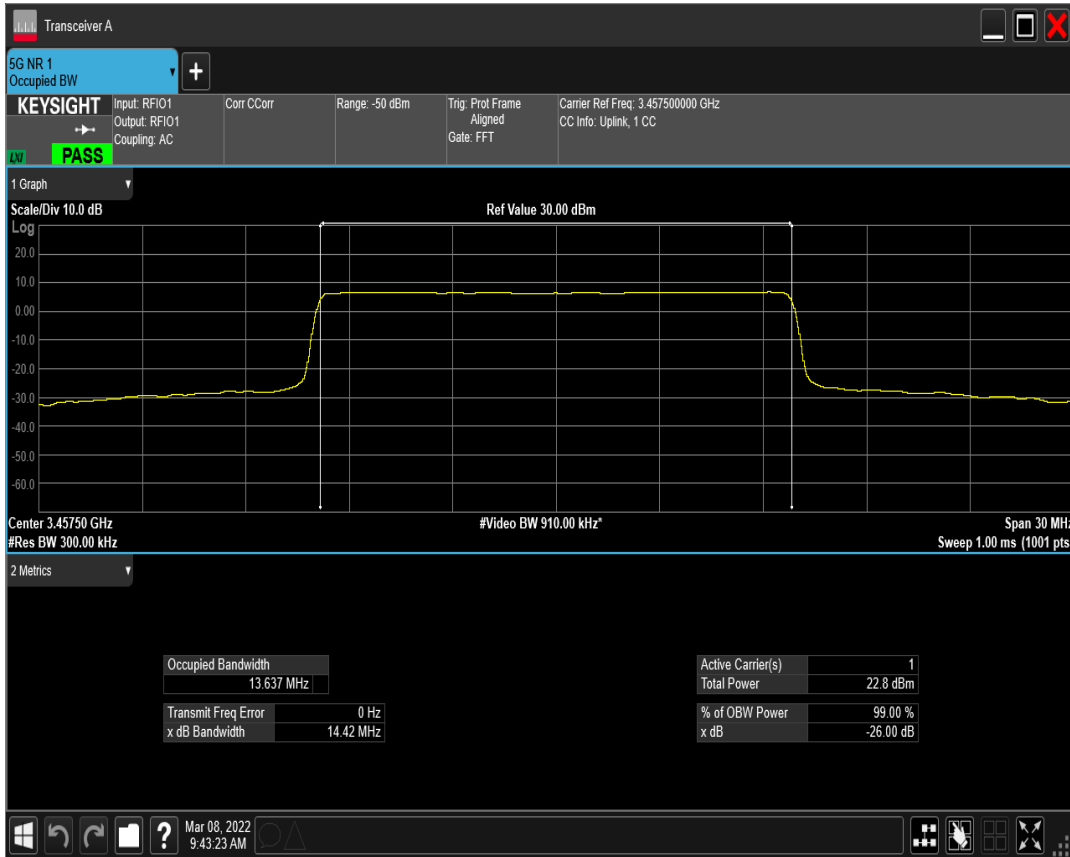 Transceiver A
5G NR 1
Occupied BW
+
KEYSIGHT
LXI
PASS
Input: RFIO1
Output: RFIO1
Coupling: AC
Corr CCorr
Range: -50 dBm
Trig: Prot Frame
Aligned
Gate: FFT
Carrier Ref Freq: 3.457500000 GHz
CC Info: Uplink, 1 CC
1 Graph
Scale/Div 10.0 dB
Ref Value 30.00 dBm
Log
20.0
10.0
0.00
-10.0
-20.0
-30.0
-40.0
-50.0
-60.0
Center 3.45750 GHz
#Video BW 910.00 kHz*
Span 30 MHz
#Res BW 300.00 kHz
Sweep 1.00 ms (1001 pts
2 Metrics
Occupied Bandwidth
13.637 MHz
Transmit Freq Error 0 Hz
x dB Bandwidth 14.42 MHz
Active Carrier(s) 1
Total Power 22.8 dBm
% of OBW Power 99.00 %
x dB -26.00 dB
?
Mar 08, 2022
9:43:23 AM